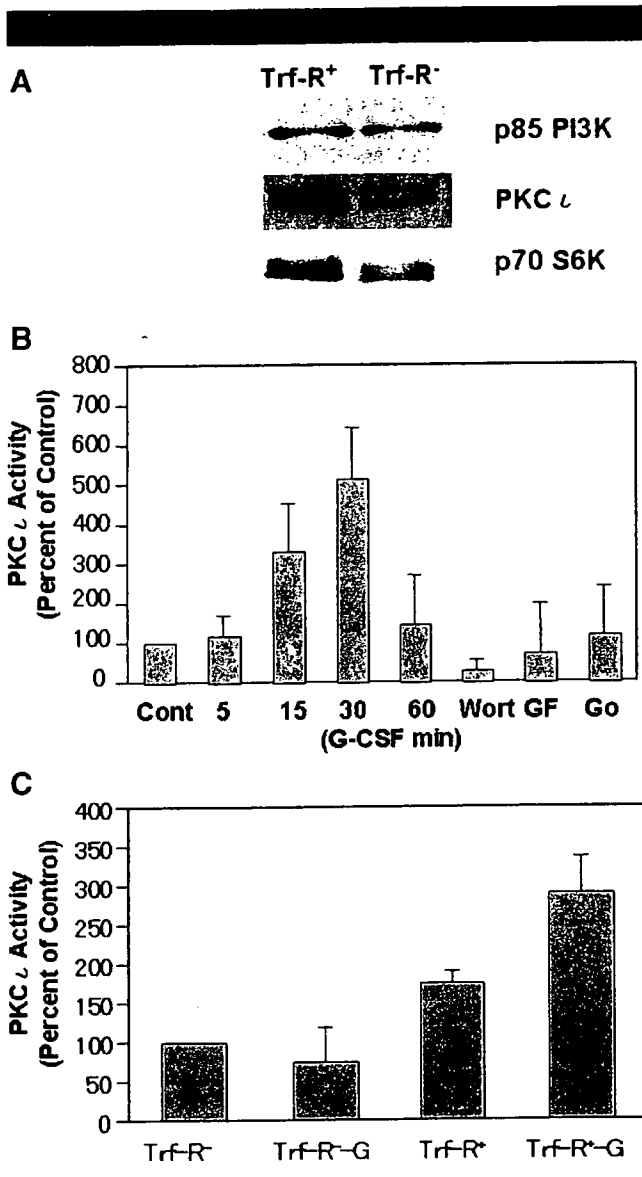 A
Trf-R⁺ Trf-R⁻
p85 PI3K
PKC ι
p70 S6K
B
PKC ι Activity
(Percent of Control)
800
700
600
500
400
300
200
100
0
Cont 5 15 30 60 Wort GF Go
(G-CSF min)
C
PKC ι Activity
(Percent of Control)
400
350
300
250
200
150
100
50
0
Trf-R⁻ Trf-R⁻-G Trf-R⁺ Trf-R⁺-G